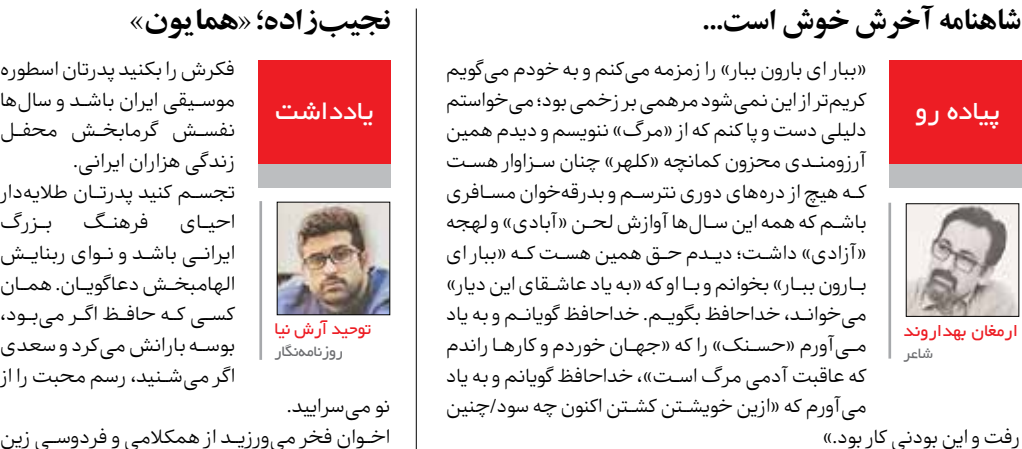 شاهنامه آخرش خوش است...
پیاده رو
ارمغان بهداروند
شاعر
«ببار ای بارون ببار» را زمزمه می‌کنم و به خودم می‌گویم
کریم‌تر از این نمی‌شود مرهمی بر زخمی بود؛ می‌خواستم
دلیلی دست و پا کنم که از «مرگ» ننویسم و دیدم همین
آرزومندی محزون کمانچه «کلهر» چنان سزاوار هست
که هیچ از دره‌های دوری نترسم و بدرقه‌خوان مسافری
باشم که همه این سال‌ها آوازش لحن «آبادی» و لهجه
«آزادی» داشت؛ دیدم حق همین هست که «ببار ای
بارون ببار» بخوانم و با او که «به یاد عاشقای این دیار»
می‌خواند، خداحافظ بگویم. خداحافظ گویانم و به یاد
می‌آورم «حسنک» را که «جهان خوردم و کارها راندم
که عاقبت آدمی مرگ است»، خداحافظ گویانم و به یاد
می‌آورم که «ازین خویشتن کشتن اکنون چه سود/چنین
رفت و این بودنی کار بود.»
نجیب‌زاده؛ «همایون»
یادداشت
توحید آرش نیا
روزنامه‌نگار
فکرش را بکنید پدرتان اسطوره
موسیقی ایران باشد و سال‌ها
نفسش گرمابخش محفل
زندگی هزاران ایرانی.
تجسم کنید پدرتان طلایه‌دار
احیای فرهنگ بزرگ
ایرانی باشد و نوای ربنایش
الهامبخش دعاگویان. همان
کسی که حافظ اگر می‌بود،
بوسه بارانش می‌کرد و سعدی
اگر می‌شنید، رسم محبت را از
نو می‌سرایید.
اخوان فخر می‌ورزید از همکلامی و فردوسی زین